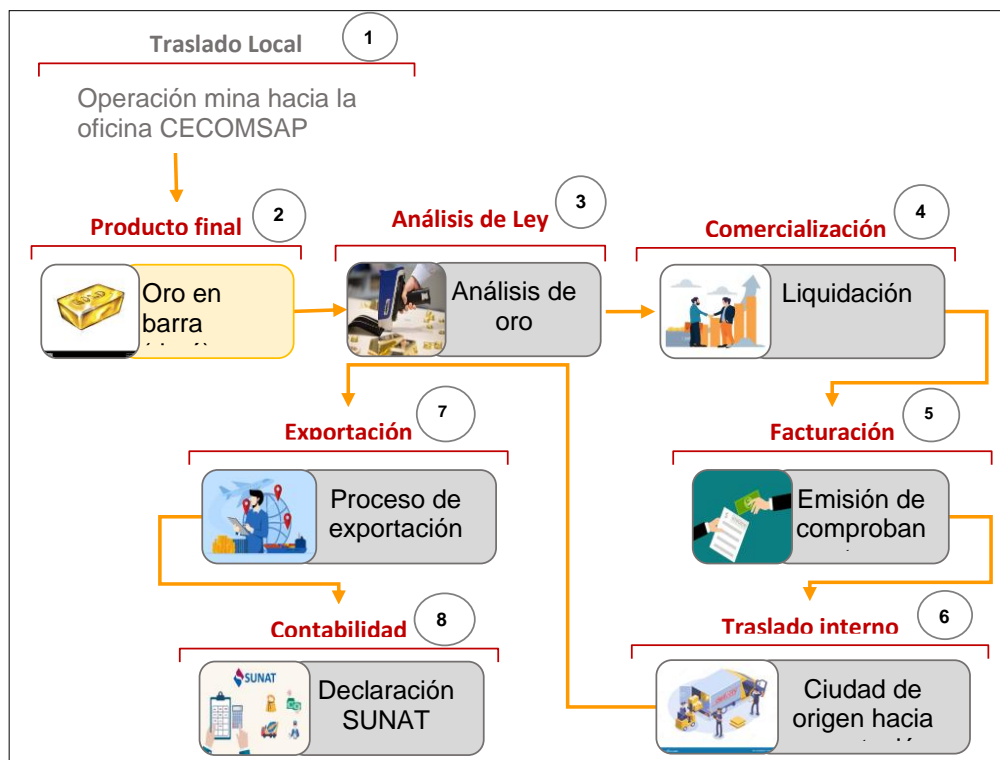 Traslado Local
1
Operación mina hacia la
oficina CECOMSAP
Producto final
2
Oro en
barra
Análisis de Ley
3
Análisis de
oro
Comercialización
4
Liquidación
Facturación
5
Emisión de
comproban
Traslado interno
6
Ciudad de
origen hacia
Exportación
7
Proceso de
exportación
Contabilidad
8
SUNAT
Declaración
SUNAT